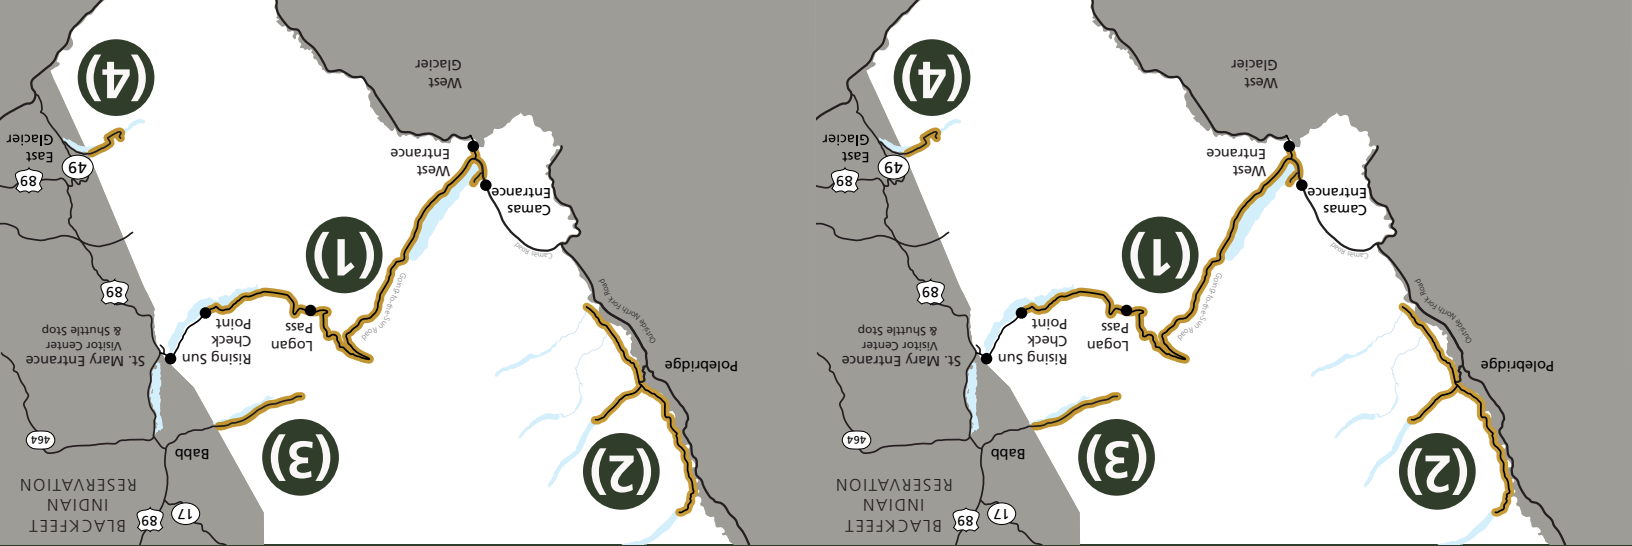 17
89
BLACKFEET
INDIAN
RESERVATION
(2)
(3)
Babb
464
Polebridge
Rising Sun
Check
Point
Logan
Pass
St. Mary Entrance
Visitor Center
& Shuttle Stop
Outside North Fork Road
Going-to-the-Sun Road
89
(1)
Camas Road
Camas
Entrance
West
Entrance
89
49
East
Glacier
(4)
West
Glacier
17
89
BLACKFEET
INDIAN
RESERVATION
(2)
(3)
Babb
464
Polebridge
Rising Sun
Check
Point
Logan
Pass
St. Mary Entrance
Visitor Center
& Shuttle Stop
Outside North Fork Road
Going-to-the-Sun Road
89
(1)
Camas Road
Camas
Entrance
West
Entrance
89
49
East
Glacier
(4)
West
Glacier